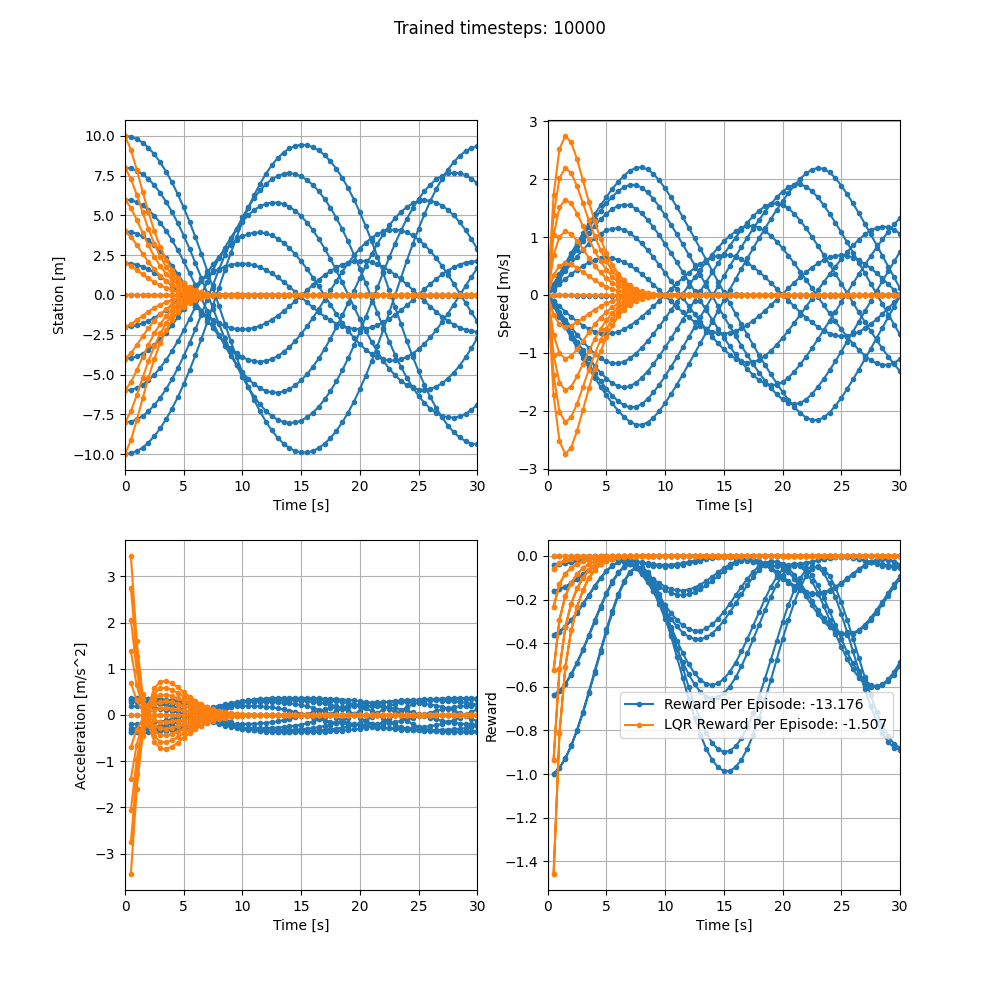 Trained timesteps: 10000
10.0
7.5
5.0
2.5
0.0
−2.5
−5.0
−7.5
−10.0
Station [m]
0 5 10 15 20 25 30
Time [s]
3
2
1
0
−1
−2
−3
Speed [m/s]
0 5 10 15 20 25 30
Time [s]
3
2
1
0
−1
−2
−3
Acceleration [m/s^2]
0 5 10 15 20 25 30
Time [s]
0.0
−0.2
−0.4
−0.6
−0.8
−1.0
−1.2
−1.4
Reward
Reward Per Episode: -13.176
LQR Reward Per Episode: -1.507
0 5 10 15 20 25 30
Time [s]